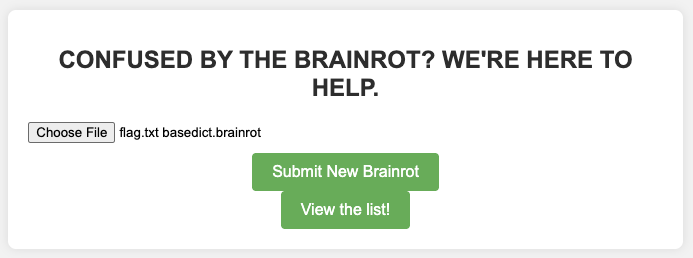 CONFUSED BY THE BRAINROT? WE'RE HERE TO
HELP.
Choose File flag.txt basedict.brainrot
Submit New Brainrot
View the list!